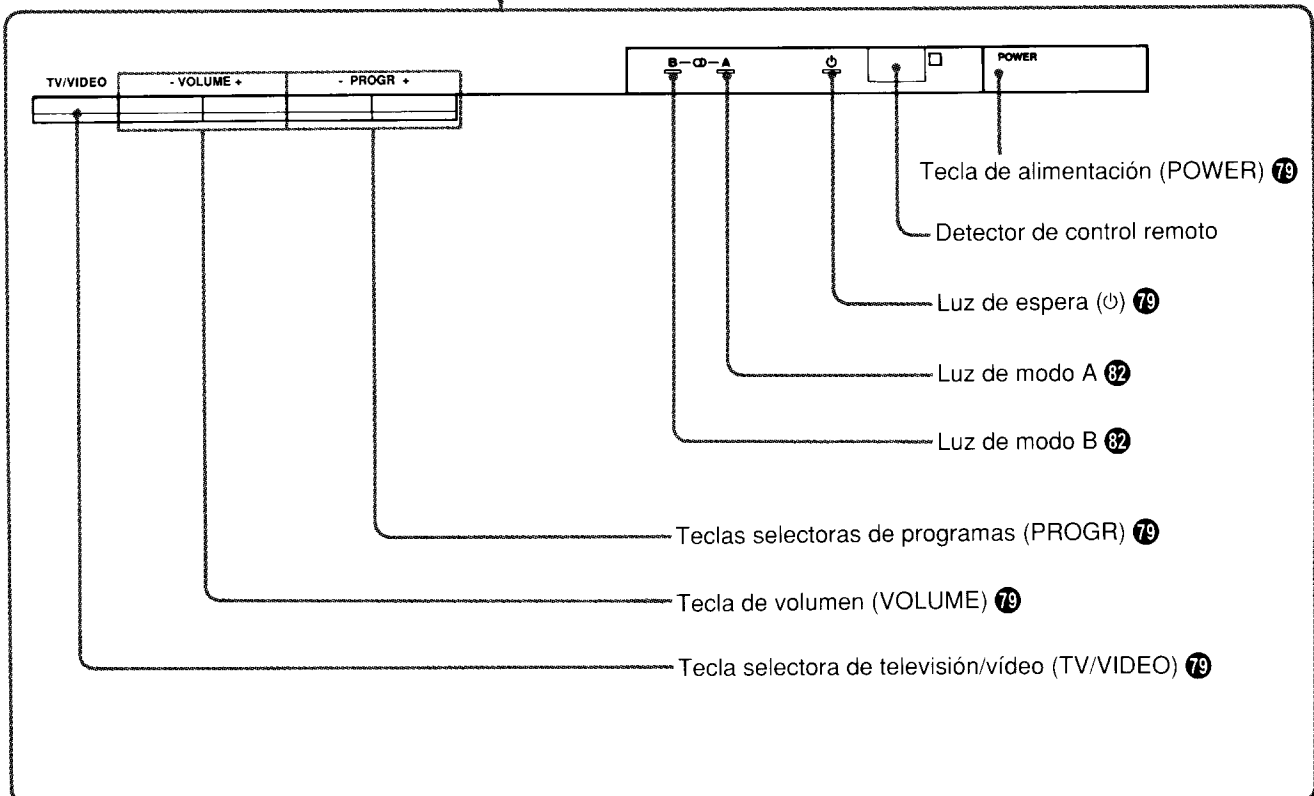 TV/VIDEO - VOLUME + - PROGR + B A ⏻ POWER
Tecla de alimentación (POWER) 79
Detector de control remoto
Luz de espera (⏻) 79
Luz de modo A 82
Luz de modo B 82
Teclas selectoras de programas (PROGR) 79
Tecla de volumen (VOLUME) 79
Tecla selectora de televisión/vídeo (TV/VIDEO) 79